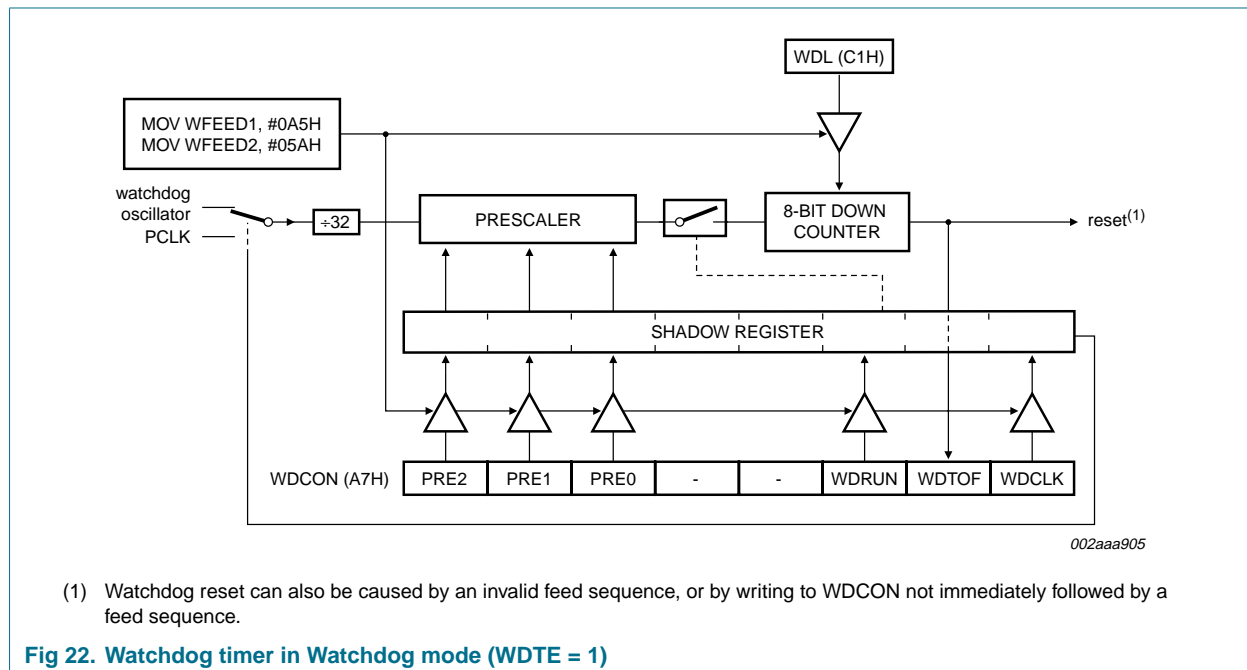 WDL (C1H)
MOV WFEED1, #0A5H
MOV WFEED2, #05AH
watchdog
oscillator
PCLK
÷32
PRESCALER
8-BIT DOWN
COUNTER
reset(1)
SHADOW REGISTER
WDCON (A7H)
PRE2
PRE1
PRE0
-
-
WDRUN
WDTOF
WDCLK
002aaa905
(1) Watchdog reset can also be caused by an invalid feed sequence, or by writing to WDCON not immediately followed by a
feed sequence.
Fig 22. Watchdog timer in Watchdog mode (WDTE = 1)